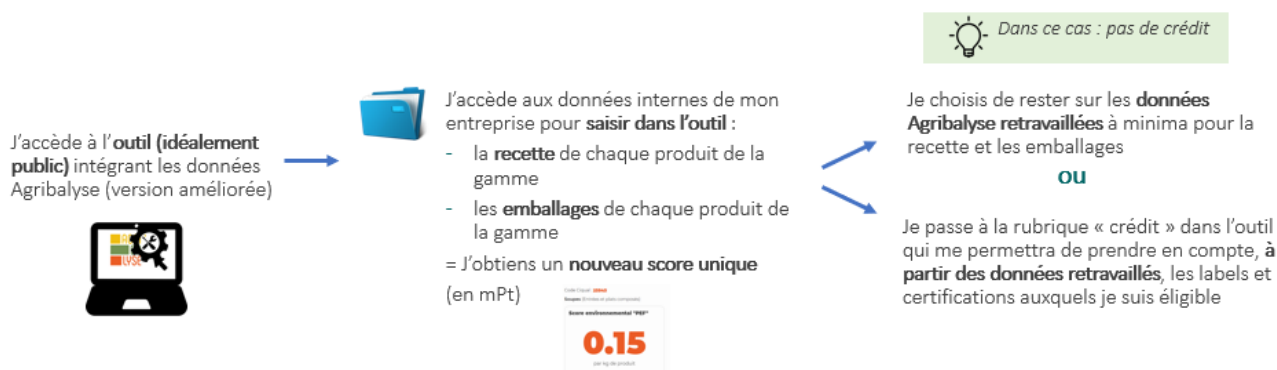 J'accède à l'outil (idéalement
public) intégrant les données
Agribalyse (version améliorée)
J'accède aux données internes de mon
entreprise pour saisir dans l'outil :
- la recette de chaque produit de la
gamme
- les emballages de chaque produit de
la gamme
= J'obtiens un nouveau score unique
(en mPt)
Score environnemental "PEF"
0.15
par kg de produit
Dans ce cas : pas de crédit
Je choisis de rester sur les données
Agribalyse retravaillées à minima pour la
recette et les emballages
ou
Je passe à la rubrique « crédit » dans l'outil
qui me permettra de prendre en compte, à
partir des données retravaillés, les labels et
certifications auxquels je suis éligible